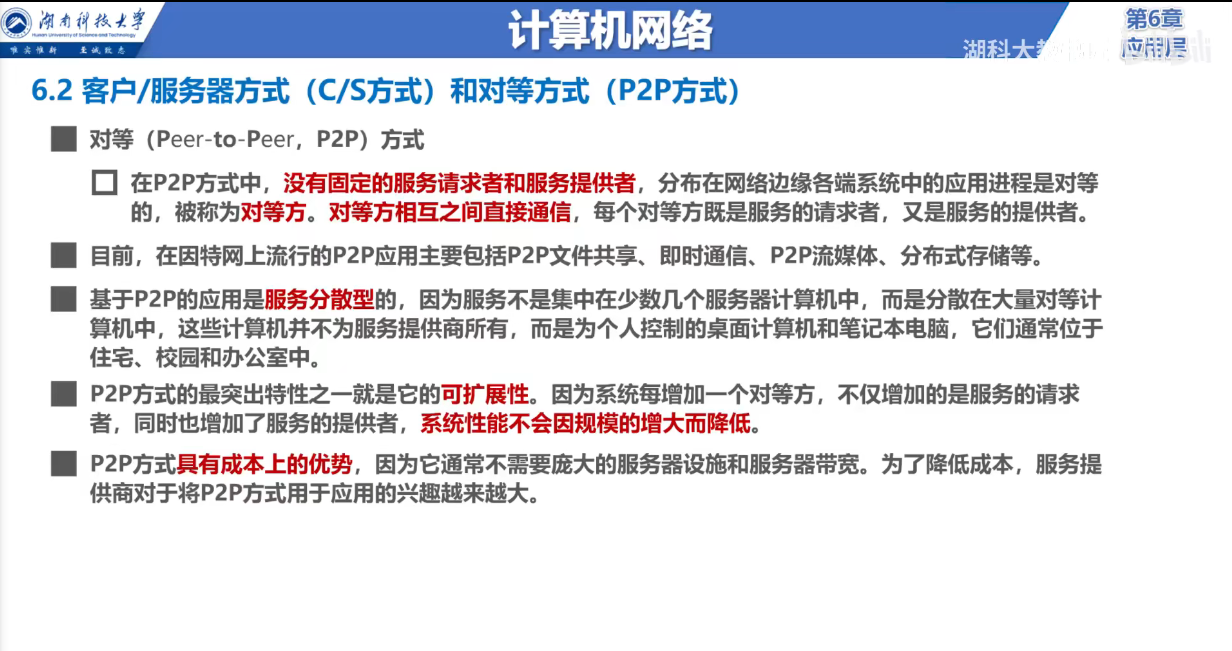 湖南科技大学
Hunan University of Science and Technology
唯实惟新 至诚致志
计算机网络
第6章
应用层
湖科大教
6.2 客户/服务器方式（C/S方式）和对等方式（P2P方式）
对等（Peer-to-Peer，P2P）方式
在P2P方式中，没有固定的服务请求者和服务提供者，分布在网络边缘各端系统中的应用进程是对等
的，被称为对等方。对等方相互之间直接通信，每个对等方既是服务的请求者，又是服务的提供者。
目前，在因特网上流行的P2P应用主要包括P2P文件共享、即时通信、P2P流媒体、分布式存储等。
基于P2P的应用是服务分散型的，因为服务不是集中在少数几个服务器计算机中，而是分散在大量对等计
算机中，这些计算机并不为服务提供商所有，而是为个人控制的桌面计算机和笔记本电脑，它们通常位于
住宅、校园和办公室中。
P2P方式的最突出特性之一就是它的可扩展性。因为系统每增加一个对等方，不仅增加的是服务的请求
者，同时也增加了服务的提供者，系统性能不会因规模的增大而降低。
P2P方式具有成本上的优势，因为它通常不需要庞大的服务器设施和服务器带宽。为了降低成本，服务提
供商对于将P2P方式用于应用的兴趣越来越大。